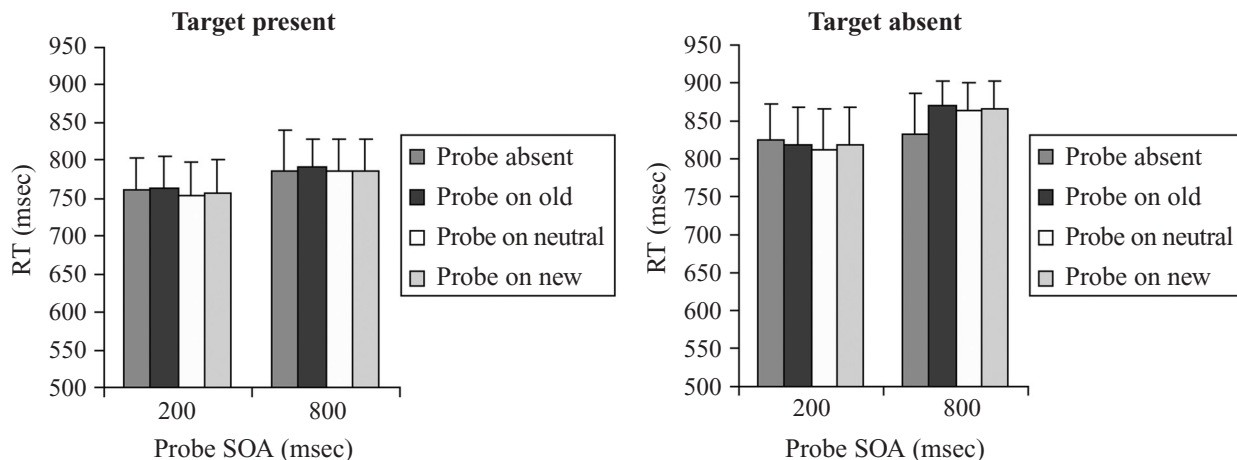 Target present
950
900
850
800
750
700
650
600
550
500
RT (msec)
200
800
Probe SOA (msec)
Probe absent
Probe on old
Probe on neutral
Probe on new
Target absent
950
900
850
800
750
700
650
600
550
500
RT (msec)
200
800
Probe SOA (msec)
Probe absent
Probe on old
Probe on neutral
Probe on new